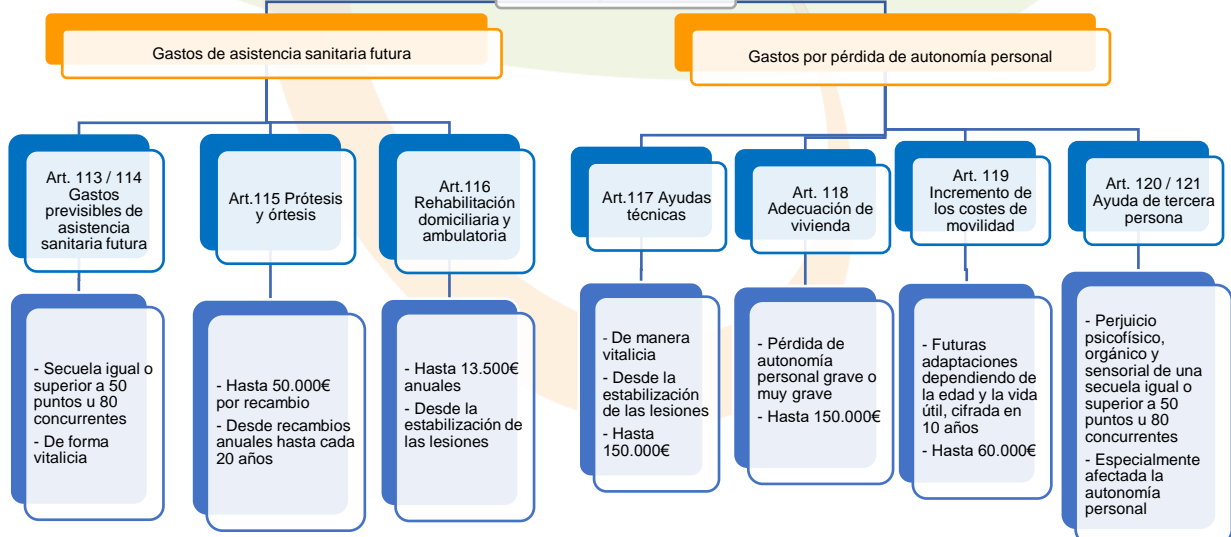 Gastos de asistencia sanitaria futura
Gastos por pérdida de autonomía personal
Art. 113 / 114
Gastos
previsibles de
asistencia
sanitaria futura
Art.115 Prótesis
y órtesis
Art.116
Rehabilitación
domiciliaria y
ambulatoria
Art.117 Ayudas
técnicas
Art. 118
Adecuación de
vivienda
Art. 119
Incremento de
los costes de
movilidad
Art. 120 / 121
Ayuda de tercera
persona
- Secuela igual o
superior a 50
puntos u 80
concurrentes
- De forma
vitalicia
- Hasta 50.000€
por recambio
- Desde recambios
anuales hasta cada
20 años
- Hasta 13.500€
anuales
- Desde la
estabilización de
las lesiones
- De manera
vitalicia
- Desde la
estabilización
de las lesiones
- Hasta
150.000€
- Pérdida de
autonomía
personal grave o
muy grave
- Hasta 150.000€
- Futuras
adaptaciones
dependiendo de
la edad y la vida
útil, cifrada en
10 años
- Hasta 60.000€
- Perjuicio
psicofísico,
orgánico y
sensorial de una
secuela igual o
superior a 50
puntos u 80
concurrentes
- Especialmente
afectada la
autonomía
personal